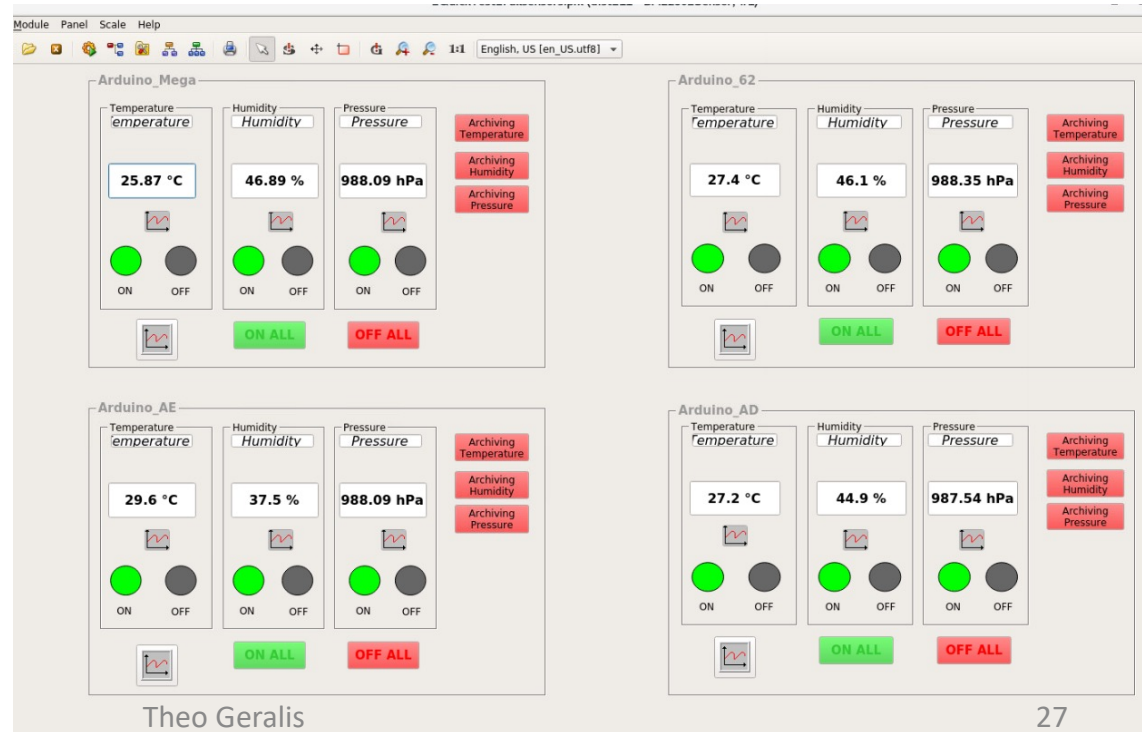 Module Panel Scale Help
1:1 English, US [en_US.utf8]
Arduino_Mega
Temperature Humidity Pressure
Temperature Humidity Pressure
Archiving
Temperature
Archiving
Humidity
25.87 °C 46.89 % 988.09 hPa
Archiving
Pressure
ON OFF ON OFF ON OFF
ON ALL OFF ALL
Arduino_62
Temperature Humidity Pressure
Temperature Humidity Pressure
Archiving
Temperature
Archiving
Humidity
27.4 °C 46.1 % 988.35 hPa
Archiving
Pressure
ON OFF ON OFF ON OFF
ON ALL OFF ALL
Arduino_AE
Temperature Humidity Pressure
Temperature Humidity Pressure
Archiving
Temperature
Archiving
Humidity
29.6 °C 37.5 % 988.09 hPa
Archiving
Pressure
ON OFF ON OFF ON OFF
ON ALL OFF ALL
Arduino_AD
Temperature Humidity Pressure
Temperature Humidity Pressure
Archiving
Temperature
Archiving
Humidity
27.2 °C 44.9 % 987.54 hPa
Archiving
Pressure
ON OFF ON OFF ON OFF
ON ALL OFF ALL
Theo Geralis 27